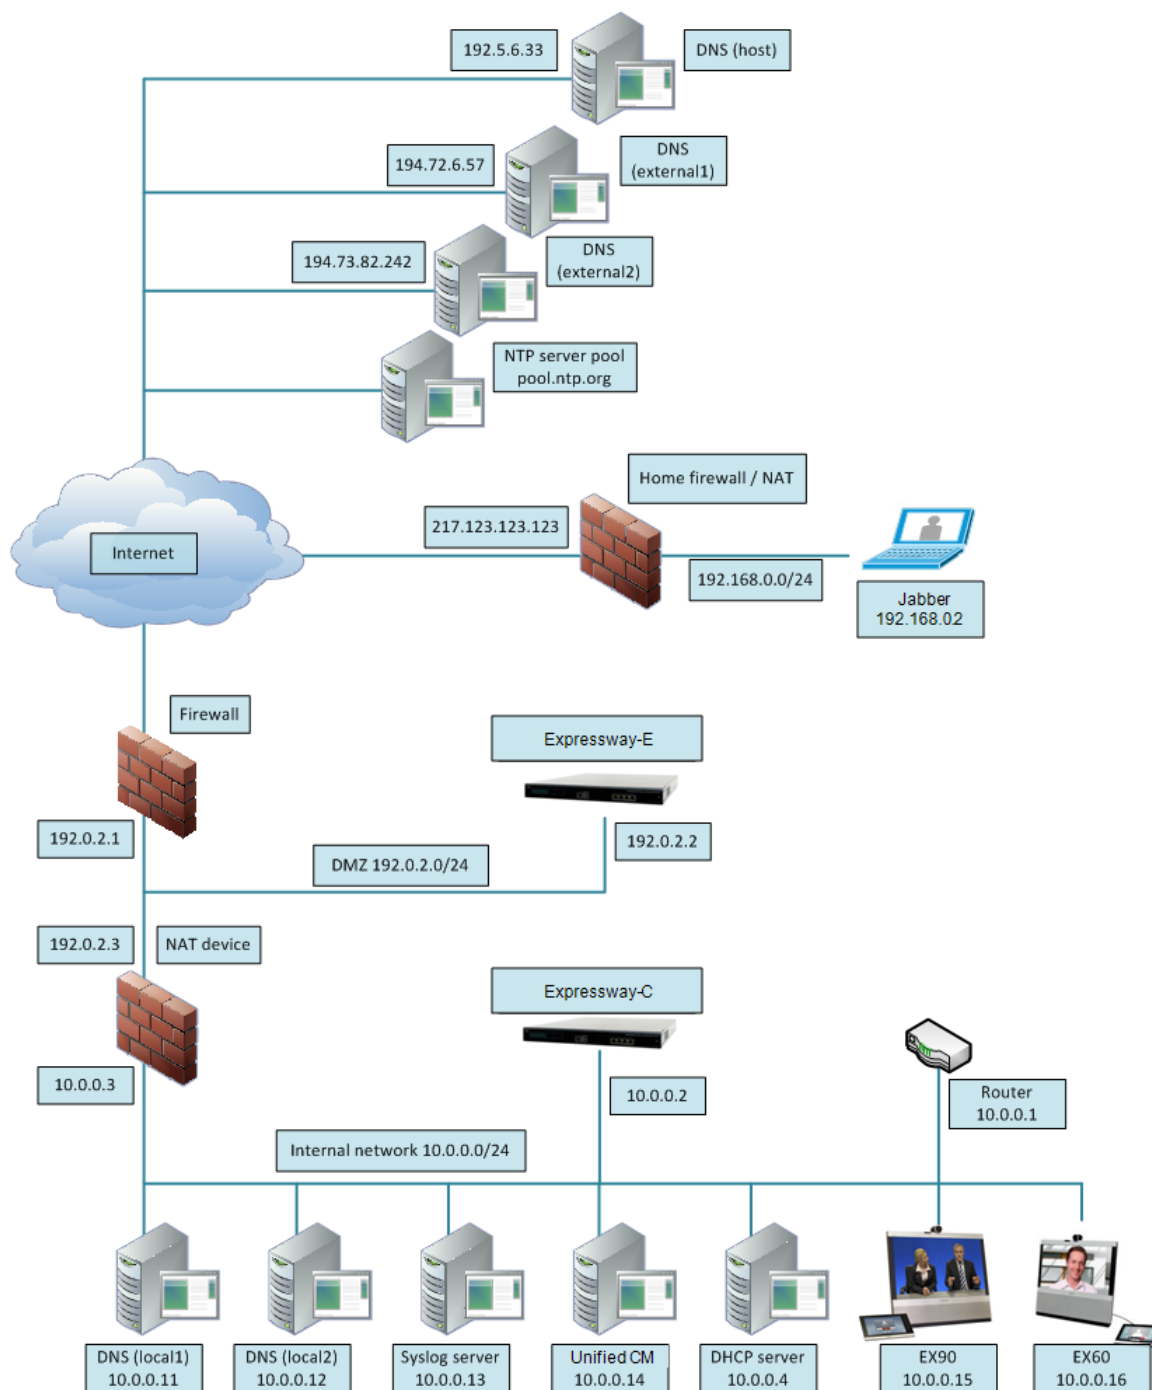 192.5.6.33
DNS (host)
194.72.6.57
DNS
(external1)
194.73.82.242
DNS
(external2)
NTP server pool
pool.ntp.org
Home firewall / NAT
217.123.123.123
Internet
192.168.0.0/24
Jabber
192.168.02
Firewall
Expressway-E
192.0.2.1
192.0.2.2
DMZ 192.0.2.0/24
192.0.2.3
NAT device
Expressway-C
10.0.0.3
10.0.0.2
Router
10.0.0.1
Internal network 10.0.0.0/24
DNS (local1)
10.0.0.11
DNS (local2)
10.0.0.12
Syslog server
10.0.0.13
Unified CM
10.0.0.14
DHCP server
10.0.0.4
EX90
10.0.0.15
EX60
10.0.0.16